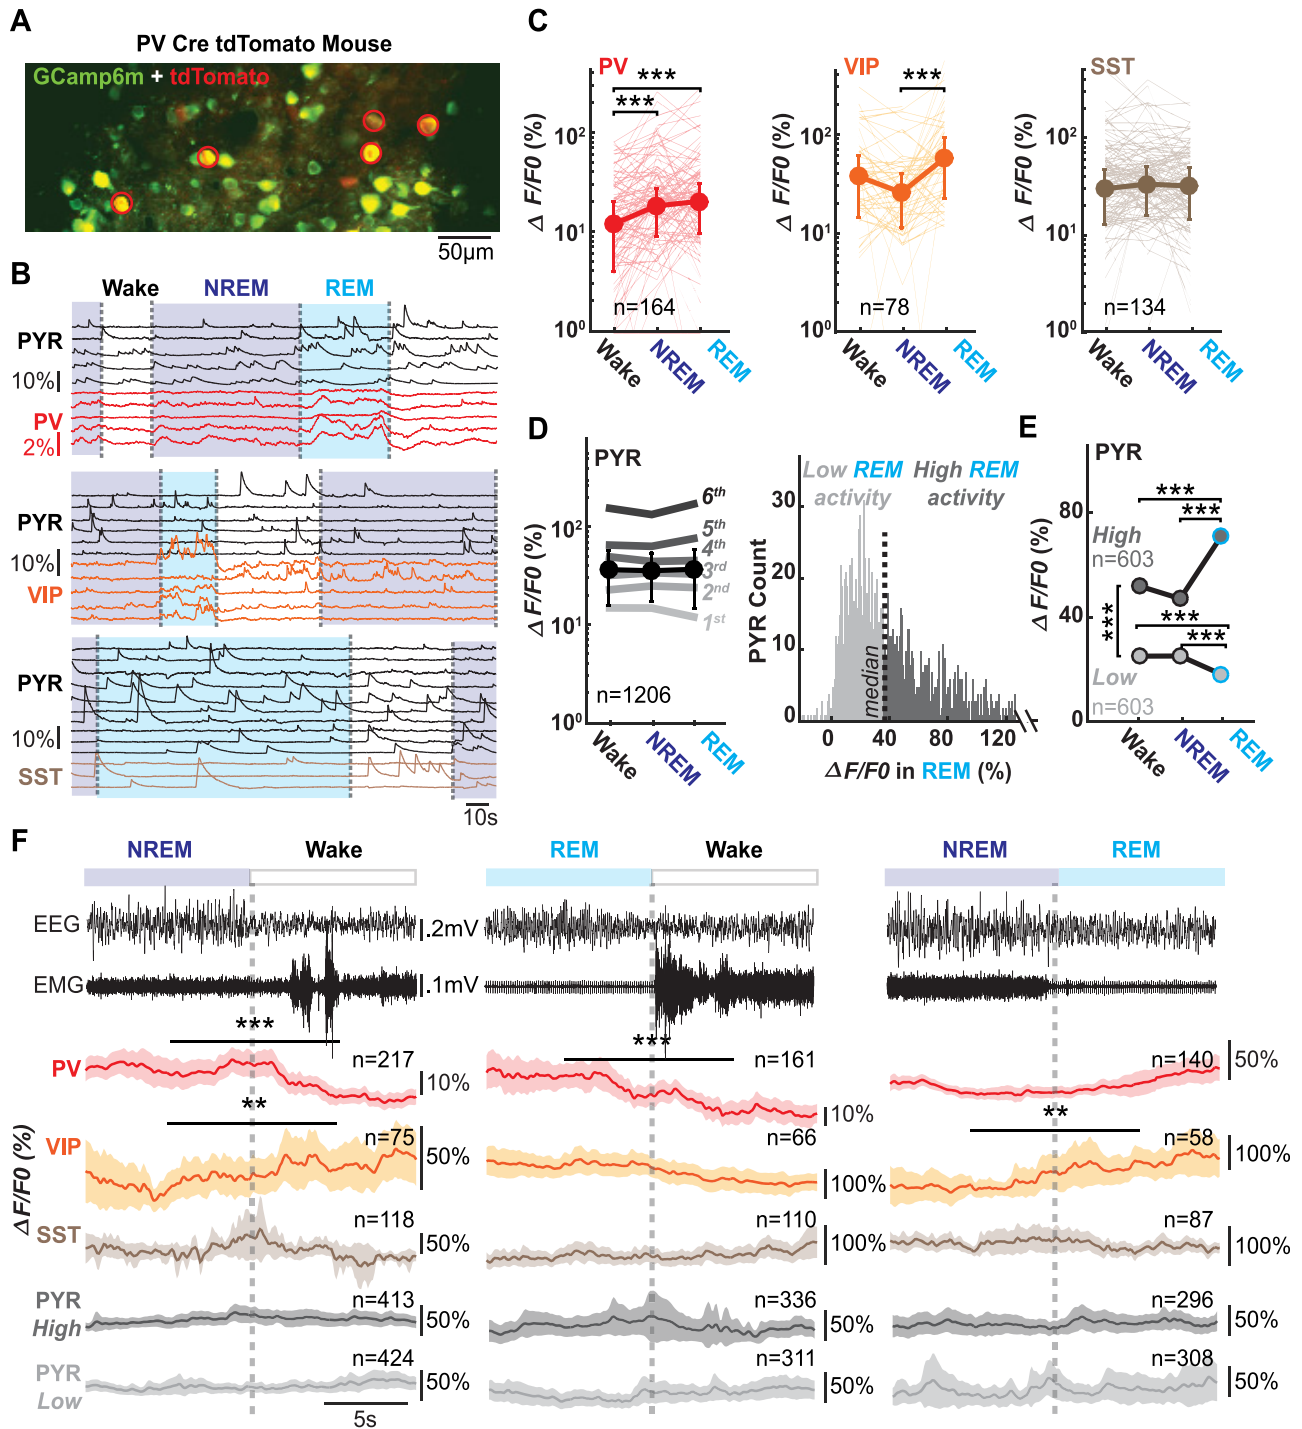 A
PV Cre tdTomato Mouse
GCamp6m + tdTomato
50µm
B
Wake NREM REM
PYR
10%
PV
2%
PYR
10%
VIP
PYR
10%
SST
10s
C
PV
***
***
Δ F/F0 (%)
10²
10¹
10⁰
n=164
Wake
NREM
REM
VIP
***
Δ F/F0 (%)
10²
10¹
10⁰
n=78
Wake
NREM
REM
SST
Δ F/F0 (%)
10²
10¹
10⁰
n=134
Wake
NREM
REM
D
PYR
Δ F/F0 (%)
10²
10¹
10⁰
6th
5th
4th
3rd
2nd
1st
n=1206
Wake
NREM
REM
Low REM activity
High REM activity
PYR Count
30
20
10
0
median
0 40 80 120
ΔF/F0 in REM (%)
E
PYR
Δ F/F0 (%)
80
40
0
***
***
High
n=603
***
***
***
Low
n=603
Wake
NREM
REM
F
NREM Wake
REM Wake
NREM REM
EEG
.2mV
EMG
.1mV
ΔF/F0 (%)
PV
***
n=217
10%
***
n=161
10%
n=140
50%
VIP
**
n=75
50%
n=66
100%
**
n=58
100%
SST
n=118
50%
n=110
100%
n=87
100%
PYR
High
n=413
50%
n=336
50%
n=296
50%
PYR
Low
n=424
50%
n=311
50%
n=308
50%
5s